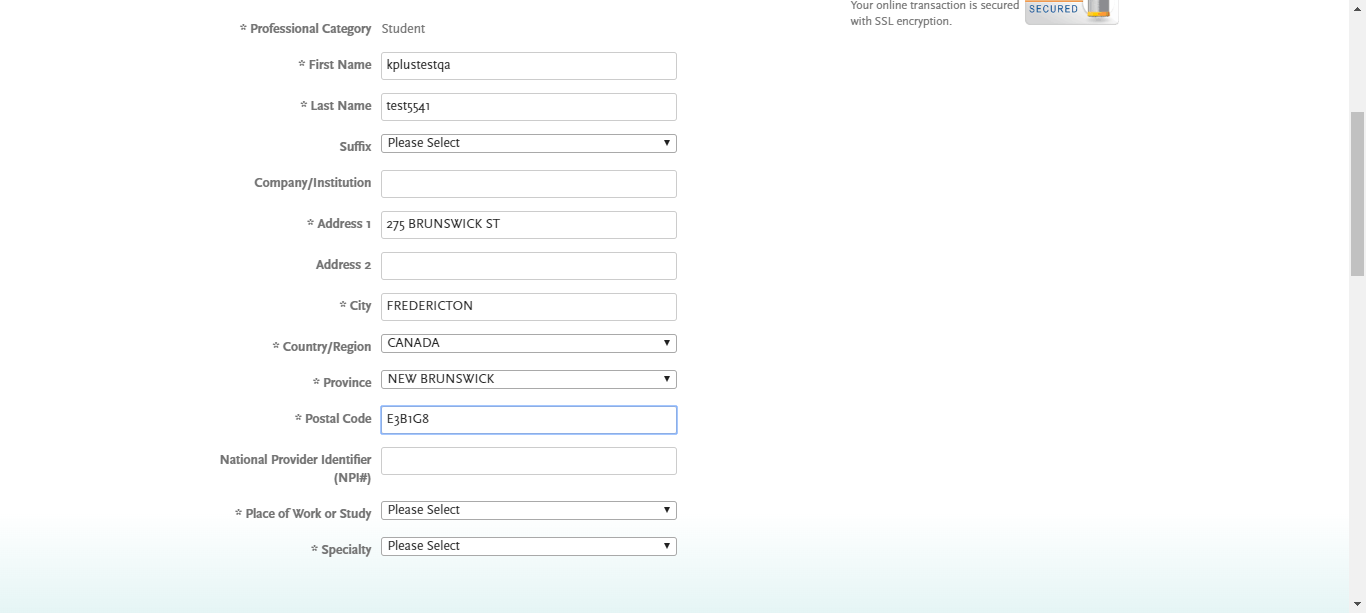 Your online transaction is secured
with SSL encryption.
SECURED
* Professional Category Student
* First Name kplustestqa
* Last Name test5541
Suffix Please Select
Company/Institution
* Address 1 275 BRUNSWICK ST
Address 2
* City FREDERICTON
* Country/Region CANADA
* Province NEW BRUNSWICK
* Postal Code E3B1G8
National Provider Identifier
(NPI#)
* Place of Work or Study Please Select
* Specialty Please Select